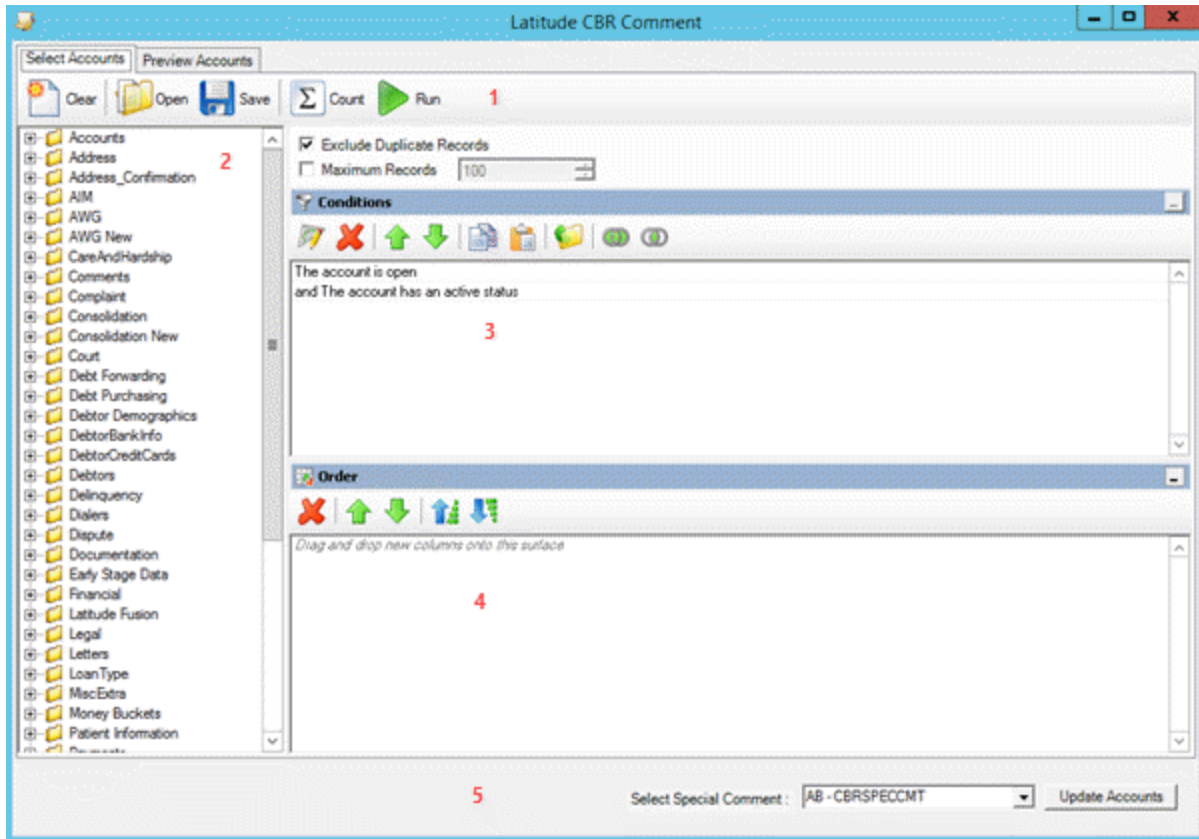 Latitude CBR Comment
Select Accounts
Preview Accounts
Clear Open Save Count Run 1
2
Accounts
Address
Address_Confirmation
AIM
AWG
AWG New
CareAndHardship
Comments
Complaint
Consolidation
Consolidation New
Court
Debt Forwarding
Debt Purchasing
Debtor Demographics
DebtorBankInfo
DebtorCreditCards
Debtors
Delinquency
Dialers
Dispute
Documentation
Early Stage Data
Financial
Latitude Fusion
Legal
Letters
LoanType
MiscExtra
Money Buckets
Patient Information
Payments
Exclude Duplicate Records
Maximum Records 100
Conditions
The account is open
and The account has an active status
3
Order
Drag and drop new columns onto this surface
4
5
Select Special Comment : AB - CBRSPECCMT Update Accounts